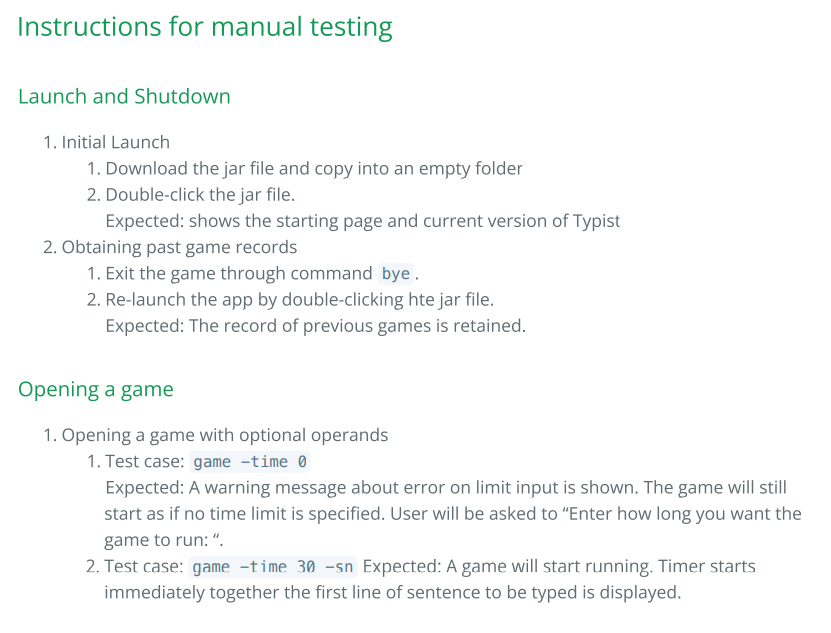 Instructions for manual testing
Launch and Shutdown
1. Initial Launch
1. Download the jar file and copy into an empty folder
2. Double-click the jar file.
Expected: shows the starting page and current version of Typist
2. Obtaining past game records
1. Exit the game through command bye.
2. Re-launch the app by double-clicking hte jar file.
Expected: The record of previous games is retained.
Opening a game
1. Opening a game with optional operands
1. Test case: game –time 0
Expected: A warning message about error on limit input is shown. The game will still
start as if no time limit is specified. User will be asked to “Enter how long you want the
game to run: “.
2. Test case: game –time 30 –sn Expected: A game will start running. Timer starts
immediately together the first line of sentence to be typed is displayed.